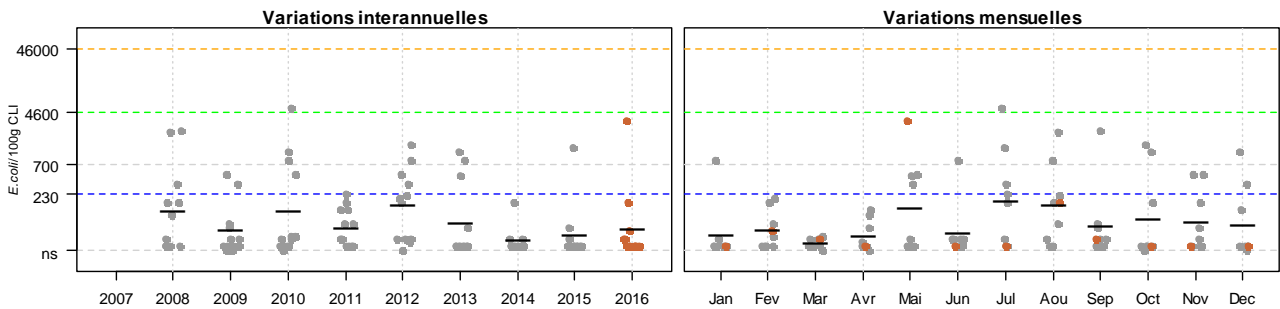 Variations interannuelles
E.coli/100g CLI
46000
4600
700
230
ns
2007 2008 2009 2010 2011 2012 2013 2014 2015 2016
Variations mensuelles
Jan Fev Mar Avr Mai Jun Jul Aou Sep Oct Nov Dec